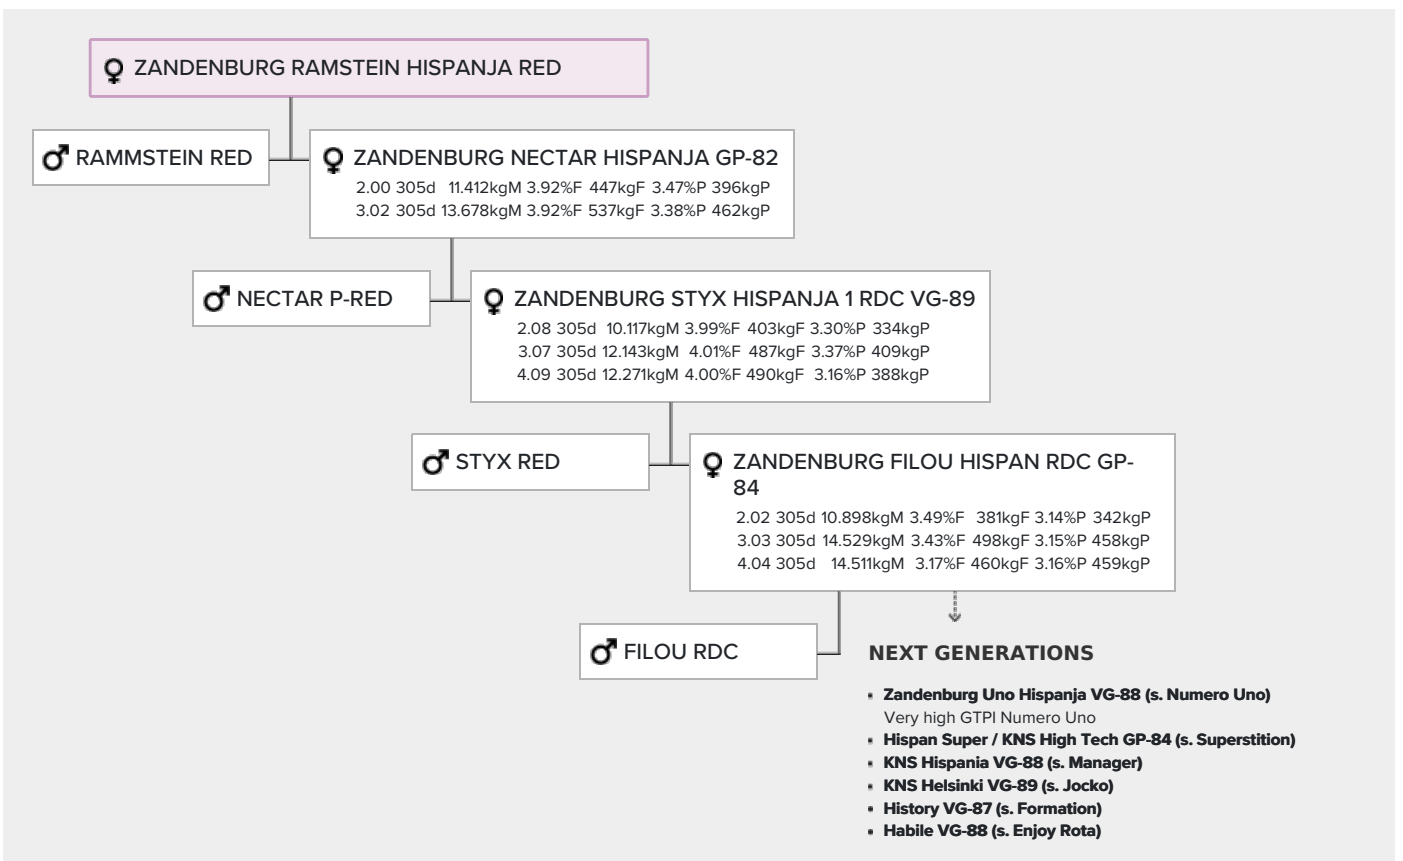 ZANDENBURG RAMSTEIN HISPANJA RED
RAMMSTEIN RED
ZANDENBURG NECTAR HISPANJA GP-82
2.00 305d 11.412kgM 3.92%F 447kgF 3.47%P 396kgP
3.02 305d 13.678kgM 3.92%F 537kgF 3.38%P 462kgP
NECTAR P-RED
ZANDENBURG STYX HISPANJA 1 RDC VG-89
2.08 305d 10.117kgM 3.99%F 403kgF 3.30%P 334kgP
3.07 305d 12.143kgM 4.01%F 487kgF 3.37%P 409kgP
4.09 305d 12.271kgM 4.00%F 490kgF 3.16%P 388kgP
STYX RED
ZANDENBURG FILOU HISPAN RDC GP-
84
2.02 305d 10.898kgM 3.49%F 381kgF 3.14%P 342kgP
3.03 305d 14.529kgM 3.43%F 498kgF 3.15%P 458kgP
4.04 305d 14.511kgM 3.17%F 460kgF 3.16%P 459kgP
FILOU RDC
NEXT GENERATIONS
▪ Zandenburg Uno Hispanja VG-88 (s. Numero Uno)
Very high GTPI Numero Uno
▪ Hispan Super / KNS High Tech GP-84 (s. Superstition)
▪ KNS Hispania VG-88 (s. Manager)
▪ KNS Helsinki VG-89 (s. Jocko)
▪ History VG-87 (s. Formation)
▪ Habile VG-88 (s. Enjoy Rota)